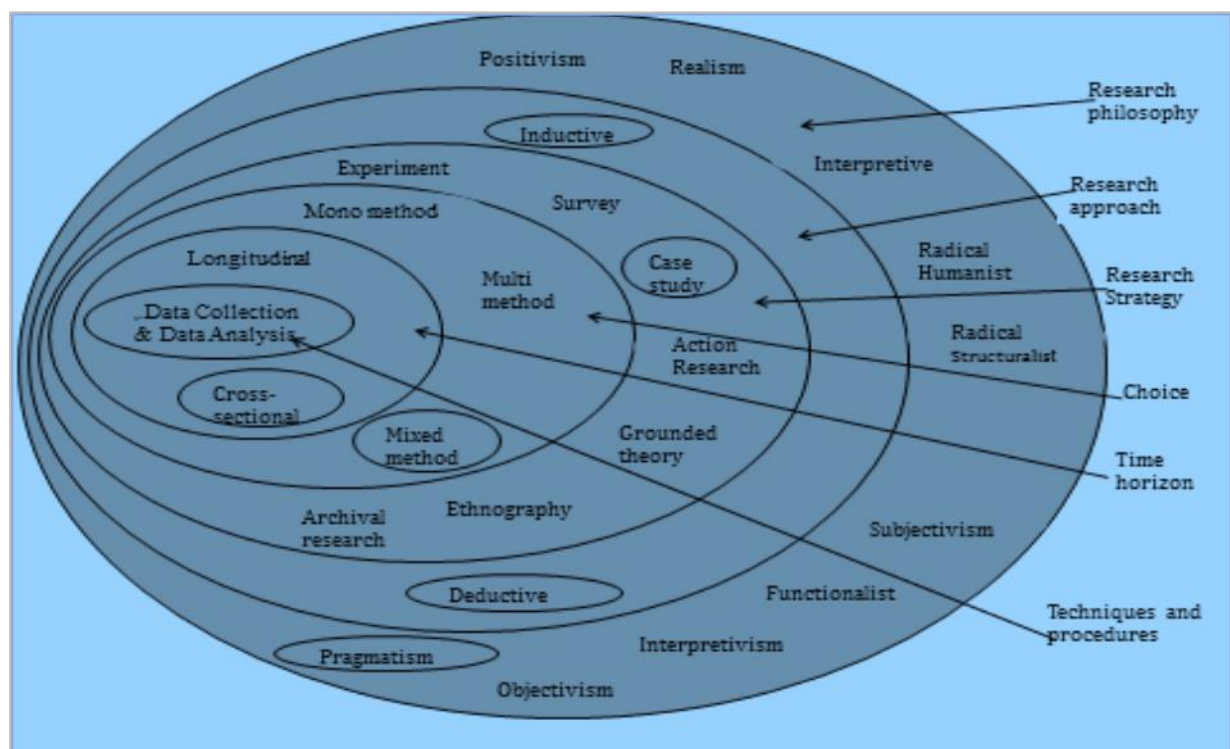 Positivism
Realism
Research
philosophy
Inductive
Interpretive
Experiment
Research
approach
Survey
Mono method
Radical
Humanist
Longitudinal
Case
study
Multi
method
Research
Strategy
Data Collection
& Data Analysis
Action
Research
Radical
Structuralist
Cross-
sectional
Choice
Mixed
method
Grounded
theory
Time
horizon
Ethnography
Archival
research
Subjectivism
Deductive
Functionalist
Techniques and
procedures
Interpretivism
Pragmatism
Objectivism